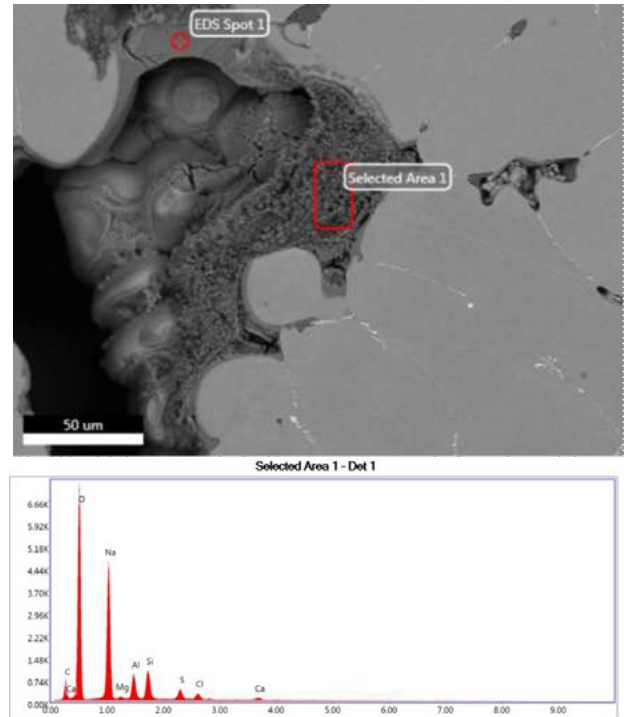 EDS Spot 1
Selected Area 1
50 um
Selected Area 1 - Det 1
6.66K
5.92K
5.18K
4.44K
3.70K
2.96K
2.22K
1.48K
0.74K
0.00K
O
Na
C
Ca
Mg
Al
Si
S
Cl
Ca
0.00 1.00 2.00 3.00 4.00 5.00 6.00 7.00 8.00 9.00